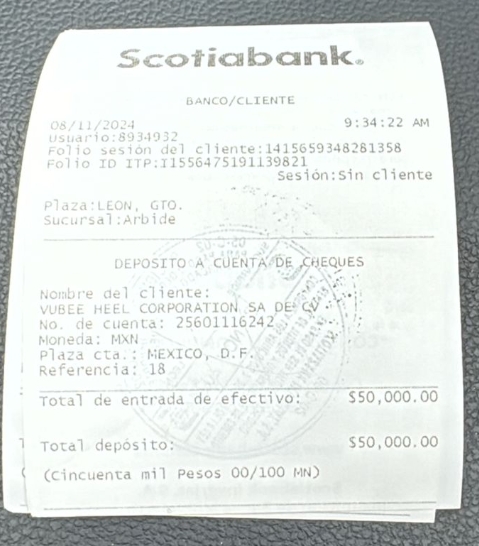 Scotiabank®
BANCO/CLIENTE
08/11/2024 9:34:22 AM
Usuario:8934932
Folio sesión del cliente:1415659348281358
Folio ID ITP:I1556475191139821
Sesión:Sin cliente
Plaza:LEON, GTO.
Sucursal:Arbide
DEPOSITO A CUENTA DE CHEQUES
Nombre del cliente:
VUBEE HEEL CORPORATION SA DE CV
No. de cuenta: 25601116242
Moneda: MXN
Plaza cta.: MEXICO, D.F.
Referencia: 18
Total de entrada de efectivo: $50,000.00
Total depósito: $50,000.00
(Cincuenta mil Pesos 00/100 MN)